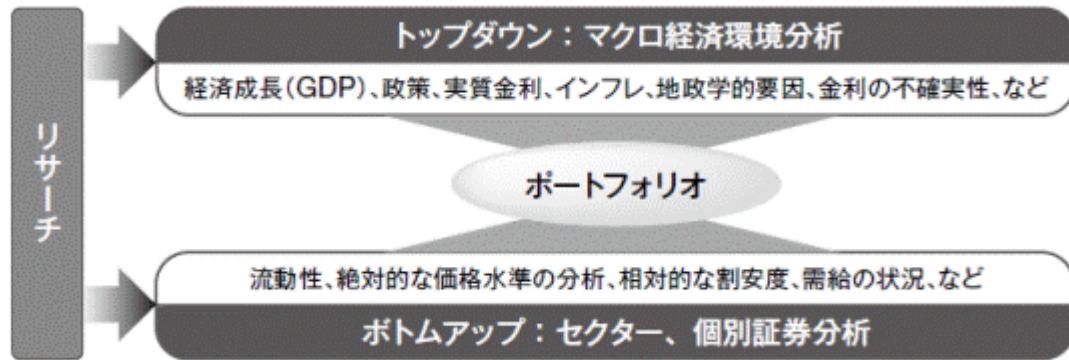 リサーチ
トップダウン：マクロ経済環境分析
経済成長（GDP）、政策、実質金利、インフレ、地政学的要因、金利の不確実性、など
ポートフォリオ
流動性、絶対的な価格水準の分析、相対的な割安度、需給の状況、など
ボトムアップ：セクター、個別証券分析